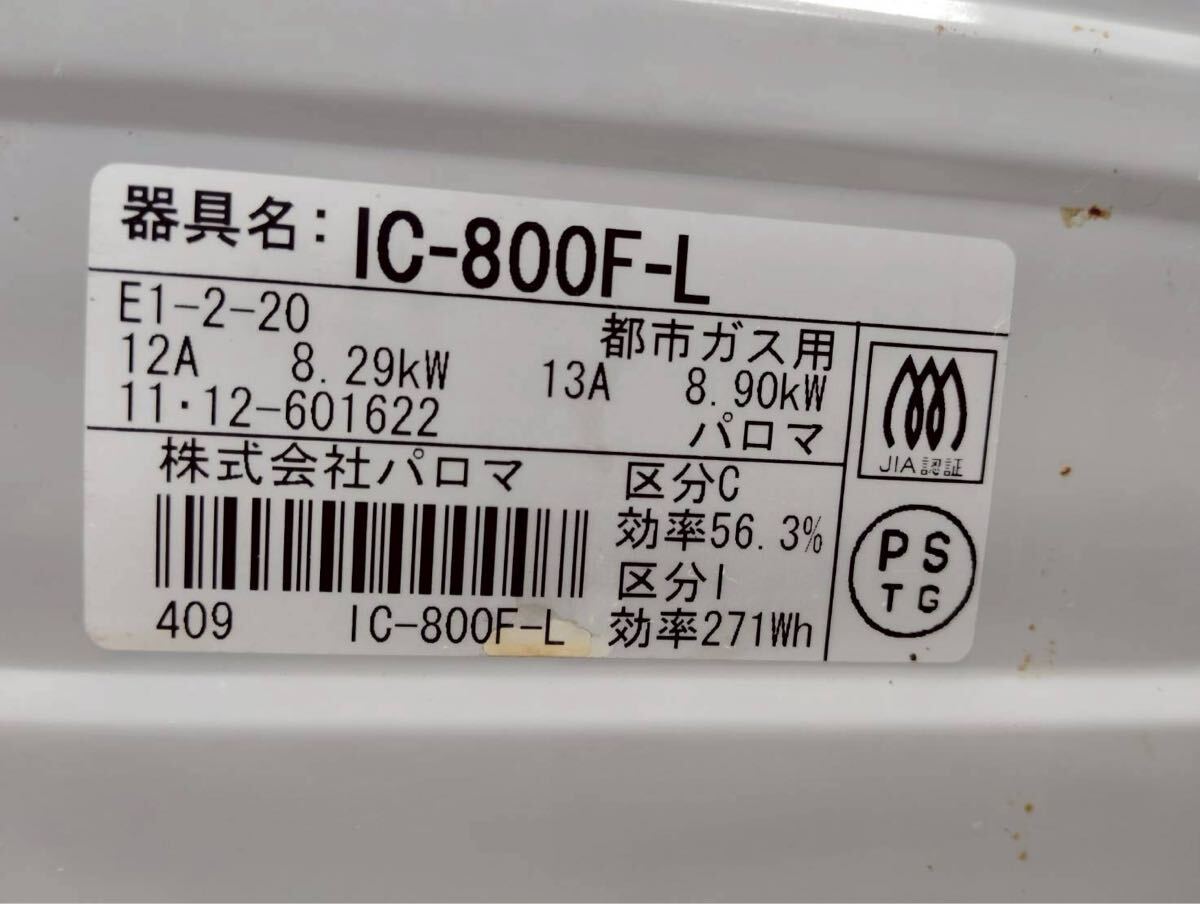 器具名: IC-800F-L
E1-2-20 都市ガス用
12A 8.29kW 13A 8.90kW
11・12-601622 パロマ
JIA認証
株式会社パロマ
区分C
効率56.3%
区分I
効率271Wh
409 IC-800F-L
PS
TG